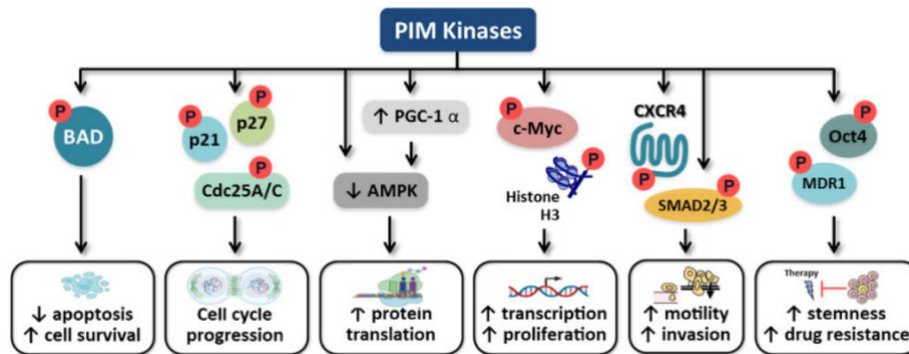 PIM Kinases
P
BAD
P
p21
P
p27
P
Cdc25A/C
↑ PGC-1 α
↓ AMPK
P
c-Myc
P
Histone
H3
CXCR4
P
P
SMAD2/3
P
Oct4
P
MDR1
↓ apoptosis
↑ cell survival
Cell cycle
progression
↑ protein
translation
↑ transcription
↑ proliferation
↑ motility
↑ invasion
Therapy
↑ stemness
↑ drug resistance